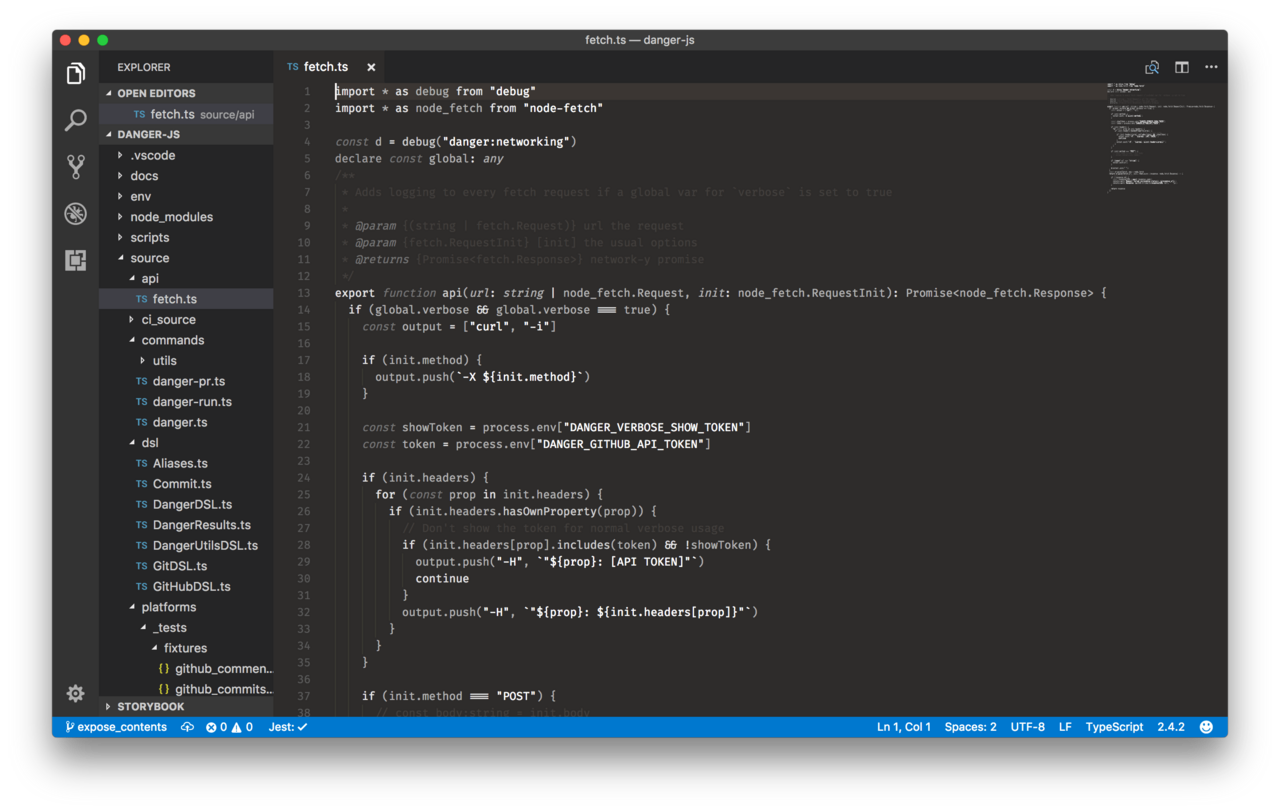 fetch.ts — danger-js
EXPLORER
OPEN EDITORS
TS fetch.ts source/api
DANGER-JS
.vscode
docs
env
node_modules
scripts
source
api
TS fetch.ts
ci_source
commands
utils
TS danger-pr.ts
TS danger-run.ts
TS danger.ts
dsl
TS Aliases.ts
TS Commit.ts
TS DangerDSL.ts
TS DangerResults.ts
TS DangerUtilsDSL.ts
TS GitDSL.ts
TS GitHubDSL.ts
platforms
_tests
fixtures
{} github_commen...
{} github_commits...
STORYBOOK
TS fetch.ts ×
1 import * as debug from "debug"
2 import * as node_fetch from "node-fetch"
3
4 const d = debug("danger:networking")
5 declare const global: any
6 /**
7 * Adds logging to every fetch request if a global var for `verbose` is set to true
8 *
9 * @param {(string | fetch.Request)} url the request
10 * @param {fetch.RequestInit} [init] the usual options
11 * @returns {Promise<fetch.Response>} network-y promise
12 */
13 export function api(url: string | node_fetch.Request, init: node_fetch.RequestInit): Promise<node_fetch.Response> {
14 if (global.verbose && global.verbose === true) {
15 const output = ["curl", "-i"]
16
17 if (init.method) {
18 output.push(`-X ${init.method}`)
19 }
20
21 const showToken = process.env["DANGER_VERBOSE_SHOW_TOKEN"]
22 const token = process.env["DANGER_GITHUB_API_TOKEN"]
23
24 if (init.headers) {
25 for (const prop in init.headers) {
26 if (init.headers.hasOwnProperty(prop)) {
27 // Don't show the token for normal verbose usage
28 if (init.headers[prop].includes(token) && !showToken) {
29 output.push("-H", `"${prop}: [API TOKEN]"`)
30 continue
31 }
32 output.push("-H", `"${prop}: ${init.headers[prop]}"`)
33 }
34 }
35 }
36
37 if (init.method === "POST") {
38 // const body:string = init.body
expose_contents 0 0 Jest: ✓ Ln 1, Col 1 Spaces: 2 UTF-8 LF TypeScript 2.4.2